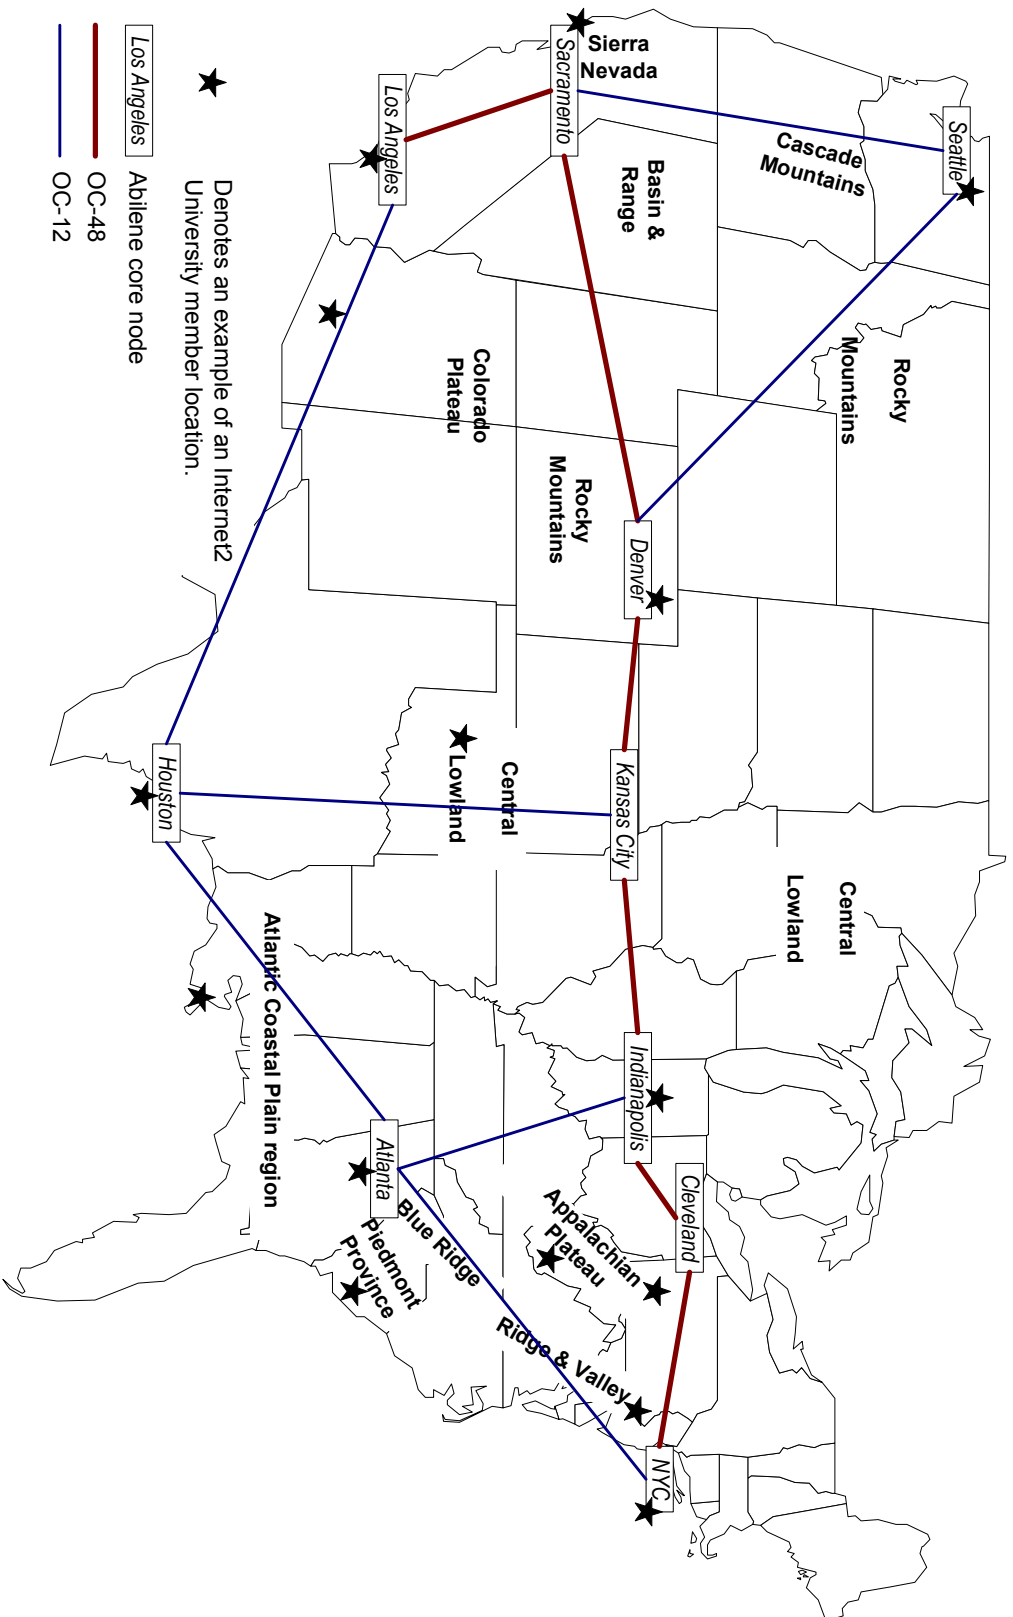 Seattle
Cascade
Mountains
Sierra
Nevada
Sacramento
Basin &
Range
Rocky
Mountains
Los Angeles
Colorado
Plateau
Rocky
Mountains
Denver
Kansas City
Central
Lowland
Central
Lowland
Houston
Indianapolis
Cleveland
Appalachian
Plateau
Ridge & Valley
NYC
Atlanta
Blue Ridge
Piedmont
Province
Atlantic Coastal Plain region
Denotes an example of an Internet2
University member location.
Los Angeles Abilene core node
OC-48
OC-12